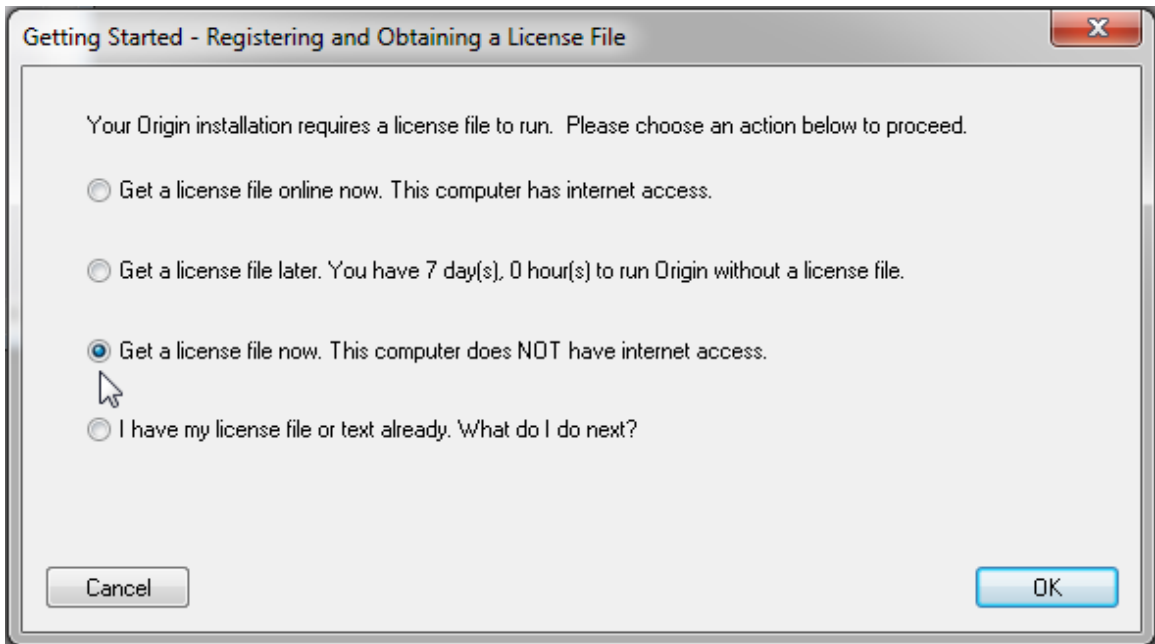 Getting Started - Registering and Obtaining a License File
Your Origin installation requires a license file to run.  Please choose an action below to proceed.
Get a license file online now. This computer has internet access.
Get a license file later. You have 7 day(s), 0 hour(s) to run Origin without a license file.
Get a license file now. This computer does NOT have internet access.
I have my license file or text already. What do I do next?
Cancel
OK